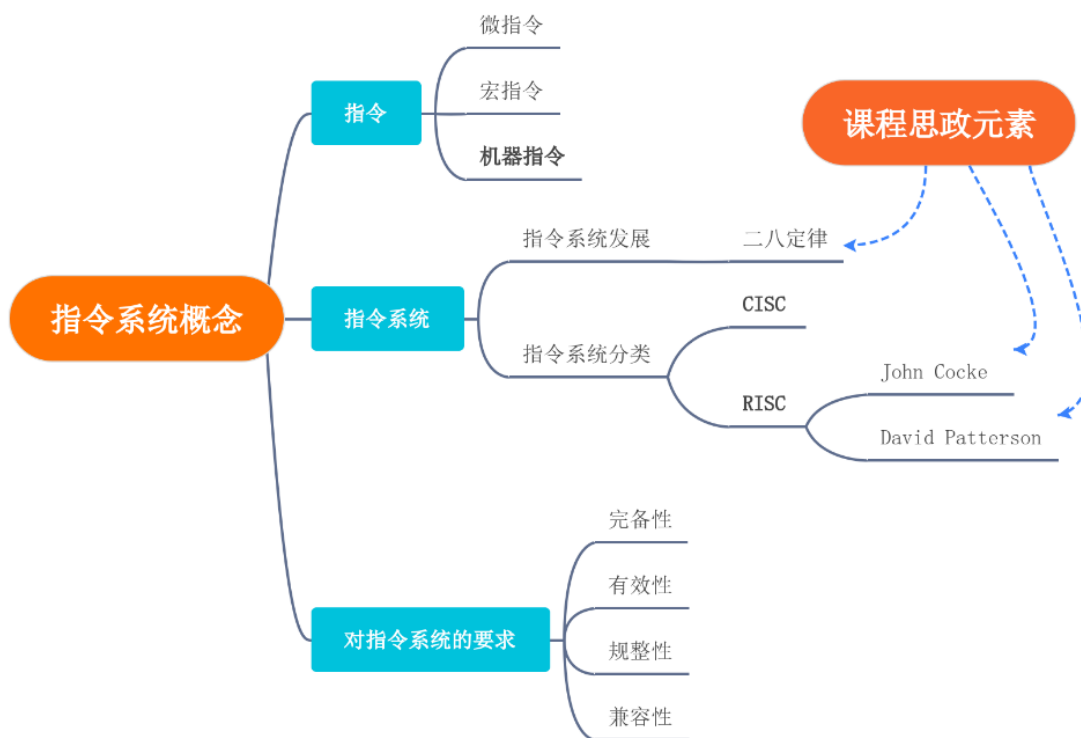 微指令
宏指令
机器指令
指令
课程思政元素
指令系统概念
指令系统
指令系统发展
二八定律
指令系统分类
CISC
RISC
John Cocke
David Patterson
对指令系统的要求
完备性
有效性
规整性
兼容性